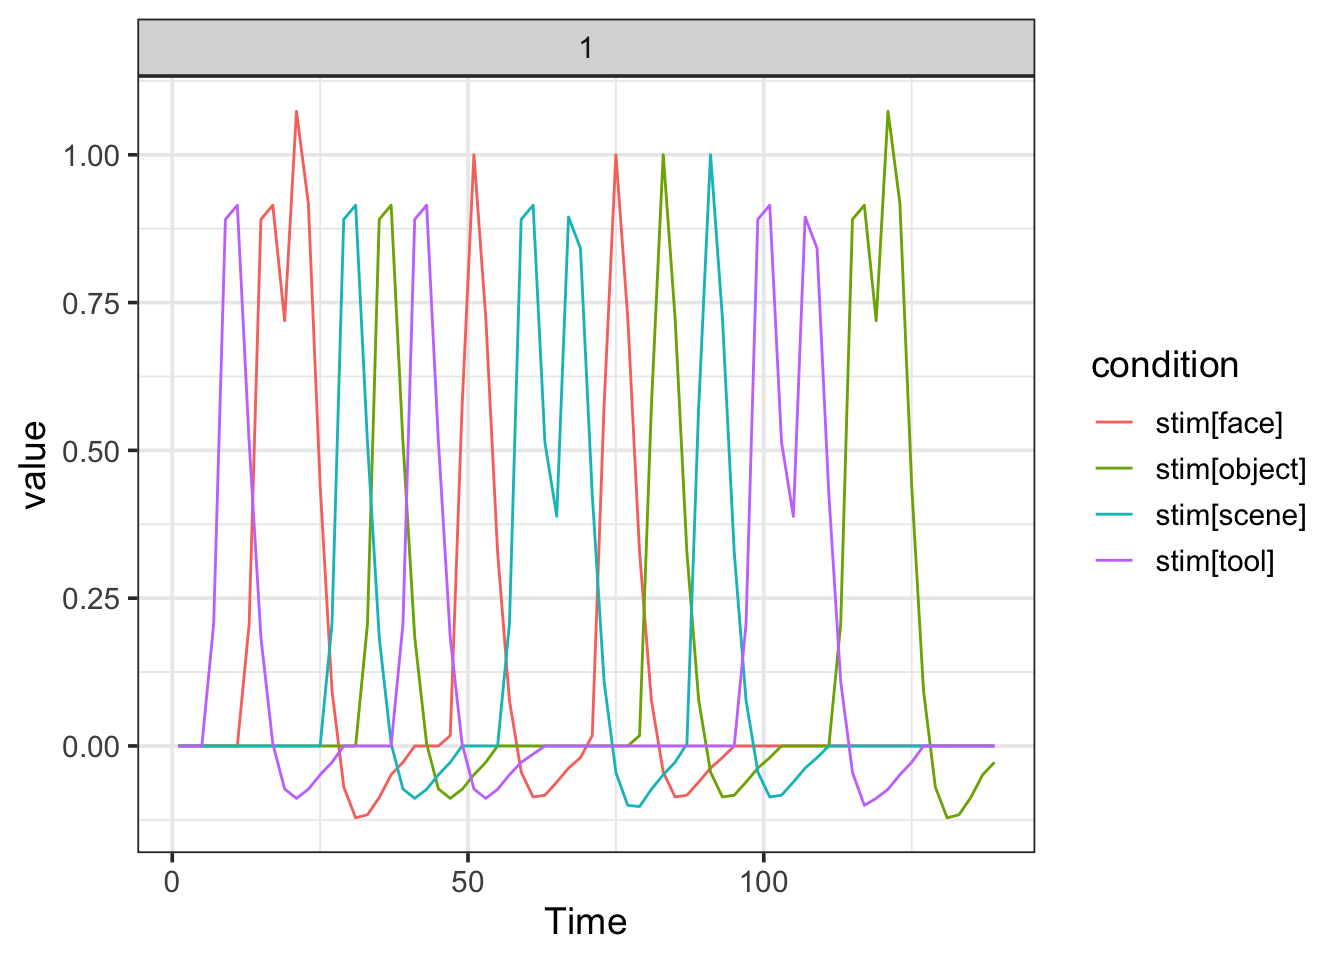 1
1.00
0.75
0.50
0.25
0.00
value
0
50
100
Time
condition
stim[face]
stim[object]
stim[scene]
stim[tool]